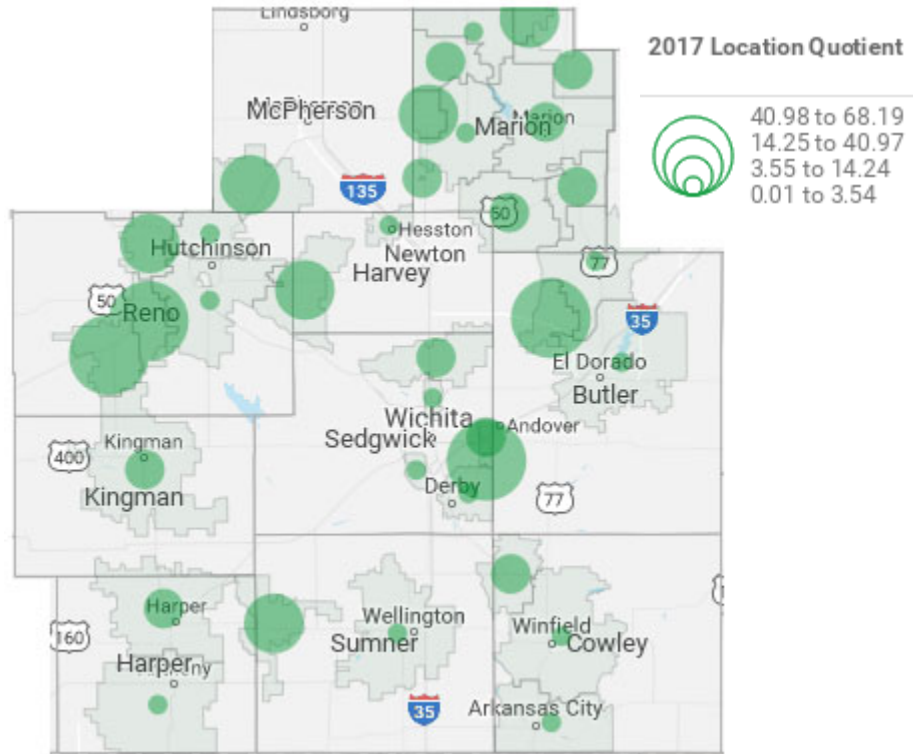 Lindsborg
2017 Location Quotient
McPherson
Marion
Marion
40.98 to 68.19
14.25 to 40.97
3.55 to 14.24
0.01 to 3.54
135
50
Hesston
Hutchinson
Newton
Harvey
77
50
Reno
35
El Dorado
Butler
Wichita
Andover
Sedgwick
Kingman
400
Derby
Kingman
77
Harper
160
Wellington
Winfield
Sumner
Cowley
Harper
35
Arkansas City